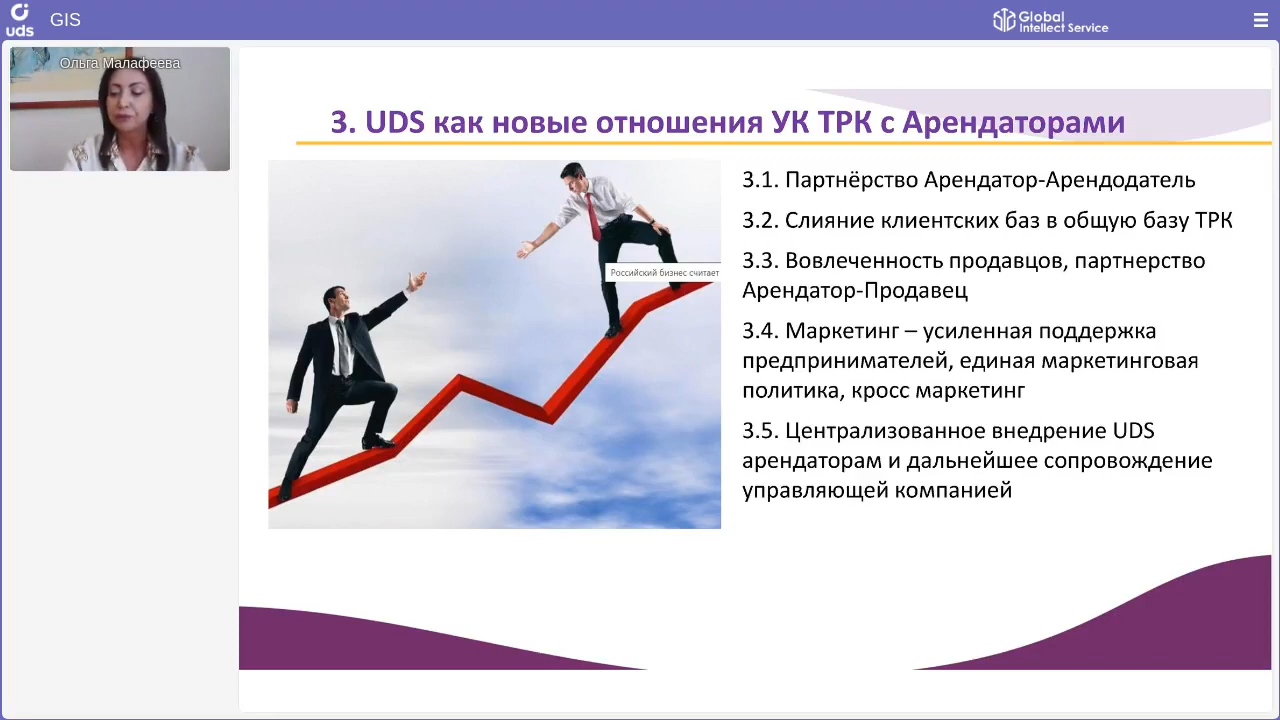 uds
GIS
Global
Intellect Service
Ольга Малафеева
3. UDS как новые отношения УК ТРК с Арендаторами
Российский бизнес считает
3.1. Партнёрство Арендатор-Арендодатель
3.2. Слияние клиентских баз в общую базу ТРК
3.3. Вовлеченность продавцов, партнерство
Арендатор-Продавец
3.4. Маркетинг – усиленная поддержка
предпринимателей, единая маркетинговая
политика, кросс маркетинг
3.5. Централизованное внедрение UDS
арендаторам и дальнейшее сопровождение
управляющей компанией